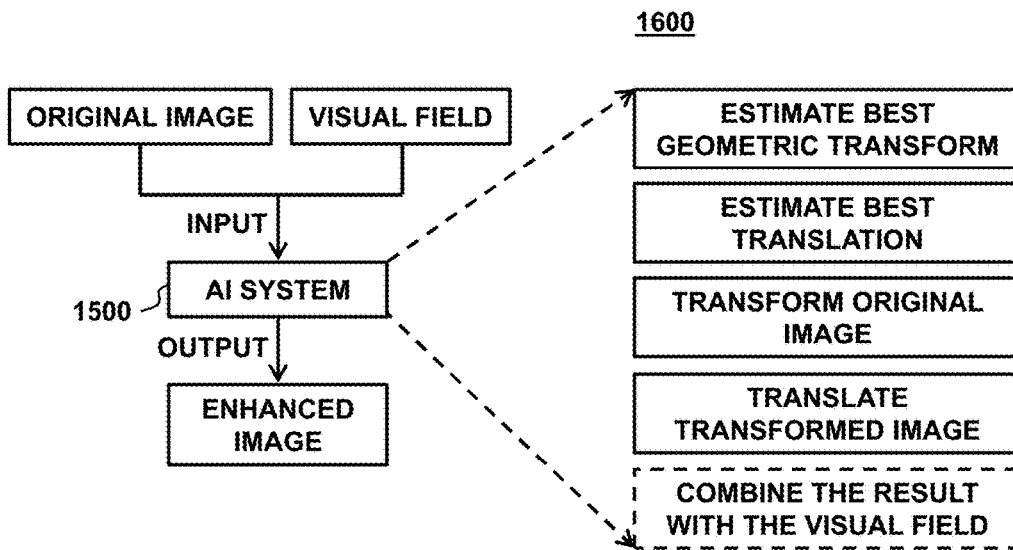 1600
ORIGINAL IMAGE
VISUAL FIELD
INPUT
AI SYSTEM
1500
OUTPUT
ENHANCED
IMAGE
ESTIMATE BEST
GEOMETRIC TRANSFORM
ESTIMATE BEST
TRANSLATION
TRANSFORM ORIGINAL
IMAGE
TRANSLATE
TRANSFORMED IMAGE
COMBINE THE RESULT
WITH THE VISUAL FIELD